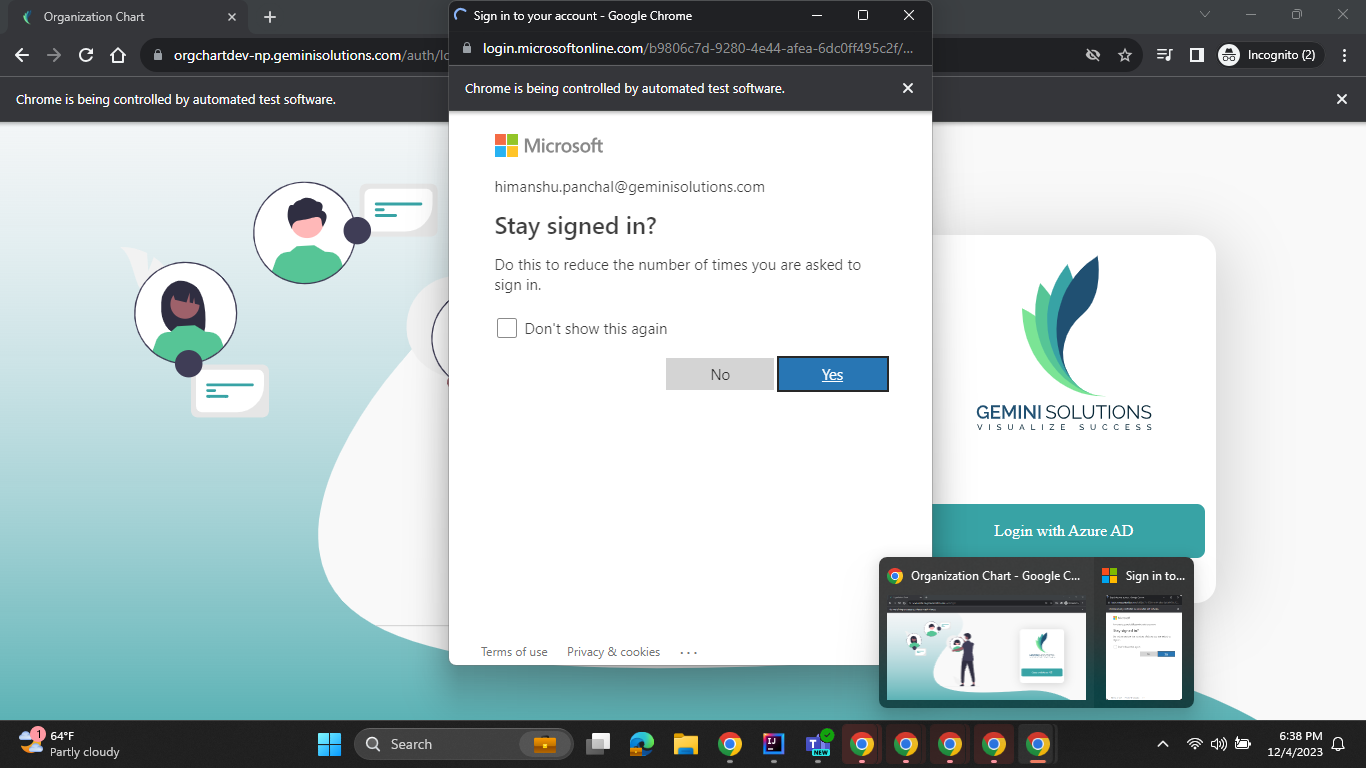 Organization Chart
Sign in to your account - Google Chrome
orgchartdev-np.geminisolutions.com/auth/lo
login.microsoftonline.com/b9806c7d-9280-4e44-afea-6dc0ff495c2f/...
Incognito (2)
Chrome is being controlled by automated test software.
Chrome is being controlled by automated test software.
Microsoft
himanshu.panchal@geminisolutions.com
Stay signed in?
Do this to reduce the number of times you are asked to
sign in.
Don't show this again
No
Yes
GEMINI SOLUTIONS
VISUALIZE SUCCESS
Login with Azure AD
Organization Chart - Google C...
Sign in to...
Terms of use
Privacy & cookies
...
1
64°F
Partly cloudy
Search
IJ
NEW
6:38 PM
12/4/2023